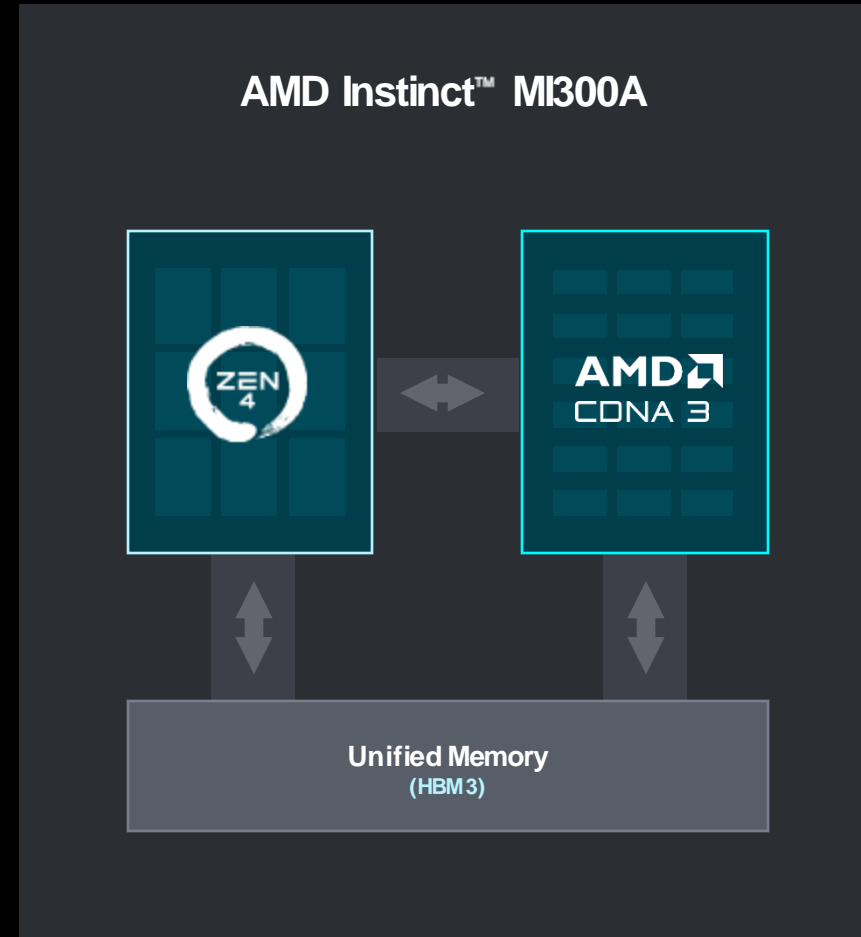 AMD Instinct™ MI300A
ZEN
4
AMD
CDNA 3
Unified Memory
(HBM3)